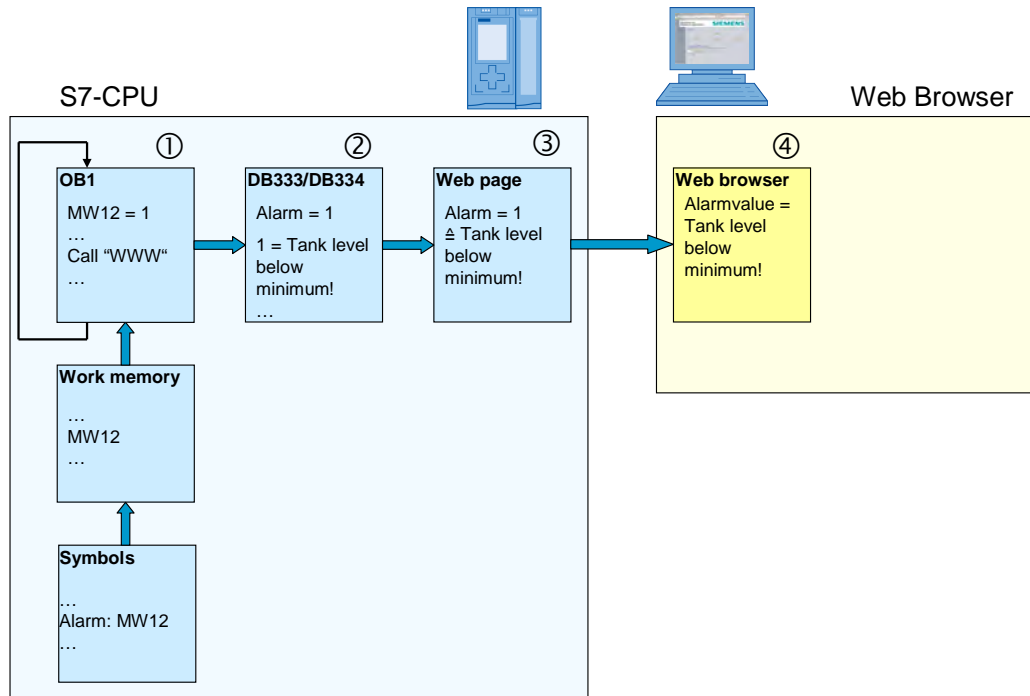 SIEMENS
S7-CPU
Web Browser
①
OB1
MW12 = 1
…
Call “WWW“
…
②
DB333/DB334
Alarm = 1
1 = Tank level
below
minimum!
…
③
Web page
Alarm = 1
≙ Tank level
below
minimum!
④
Web browser
Alarmvalue =
Tank level
below
minimum!
Work memory
…
MW12
…
Symbols
…
Alarm: MW12
…